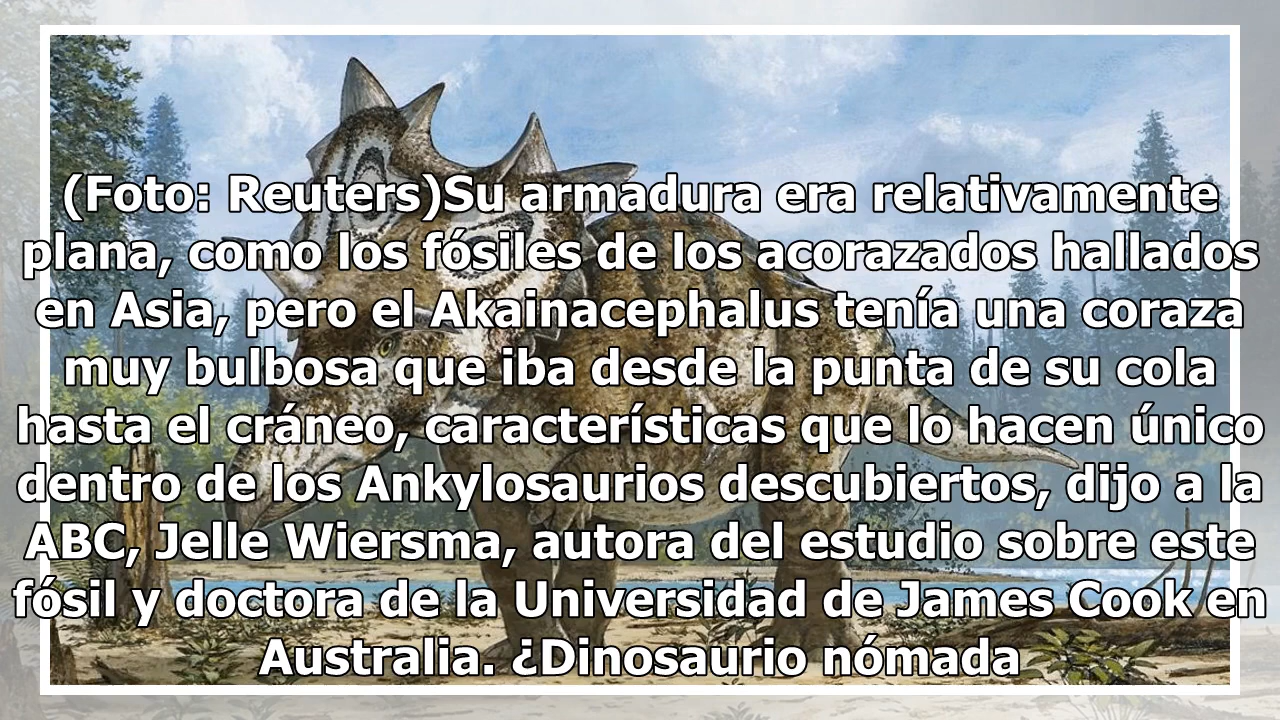 (Foto: Reuters)Su armadura era relativamente
plana, como los fósiles de los acorazados hallados
en Asia, pero el Akainacephalus tenía una coraza
muy bulbosa que iba desde la punta de su cola
hasta el cráneo, características que lo hacen único
dentro de los Ankylosaurios descubiertos, dijo a la
ABC, Jelle Wiersma, autora del estudio sobre este
fósil y doctora de la Universidad de James Cook en
Australia. ¿Dinosaurio nómada